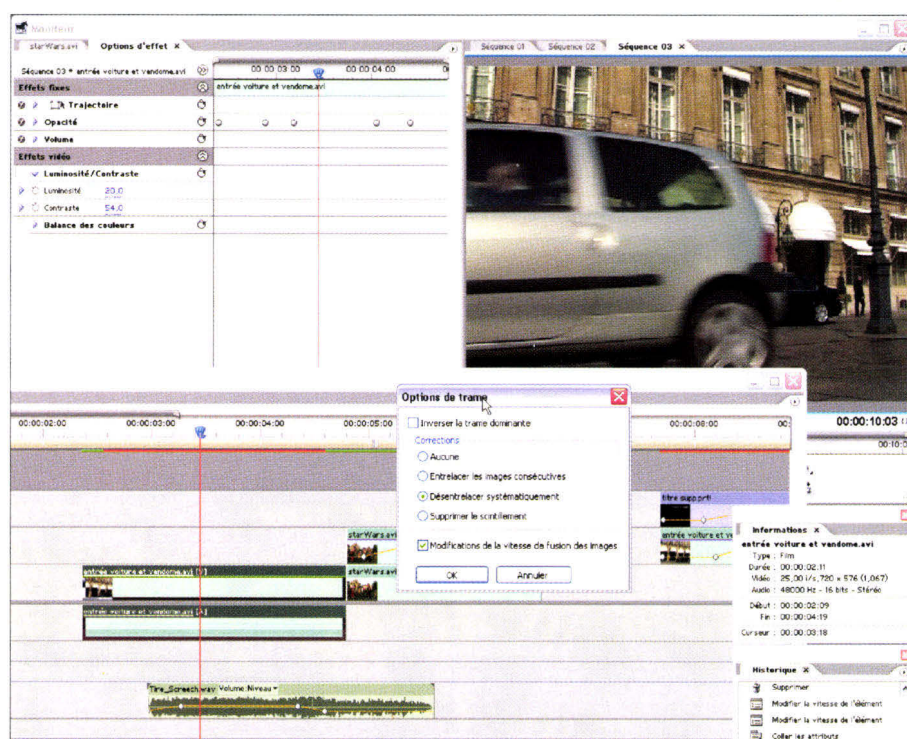 Moniteur
starWars.avi Options d'effet × Séquence 01 Séquence 02 Séquence 03 ×
Séquence 03 * entrée voiture et vendome.avi 00:00:03:00 00:00:04:00
Effets fixes entrée voiture et vendome.avi
Trajectoire
Opacité
Volume
Effets vidéo
Luminosité/Contraste
Luminosité 20,0
Contraste 54,0
Balance des couleurs
Options de trame
00:00:02:00 00:00:03:00 00:00:04:00 00:00:05:00 00:00:08:00 00:00:10:03
Inverser la trame dominante
Corrections
Aucune
Entrelacer les images consécutives
Désentrelacer systématiquement
Supprimer le scintillement
Modifications de la vitesse de fusion des images
OK Annuler
titre supp.prtl
starWars.avi
entrée voiture et v
entrée voiture et vendome.avi [V] starWars.avi
entrée voiture et vendome.avi [A]
Tire_Screech.wav Volume:Niveau
Informations ×
entrée voiture et vendome.avi
Type : Film
Durée : 00:00:02:11
Vidéo : 25,00 i/s, 720 × 576 (1,067)
Audio : 48000 Hz - 16 bits - Stéréo
Début : 00:00:02:09
Fin : 00:00:04:19
Curseur : 00:00:03:18
Historique ×
Supprimer
Modifier la vitesse de l'élément
Modifier la vitesse de l'élément
Coller les attributs